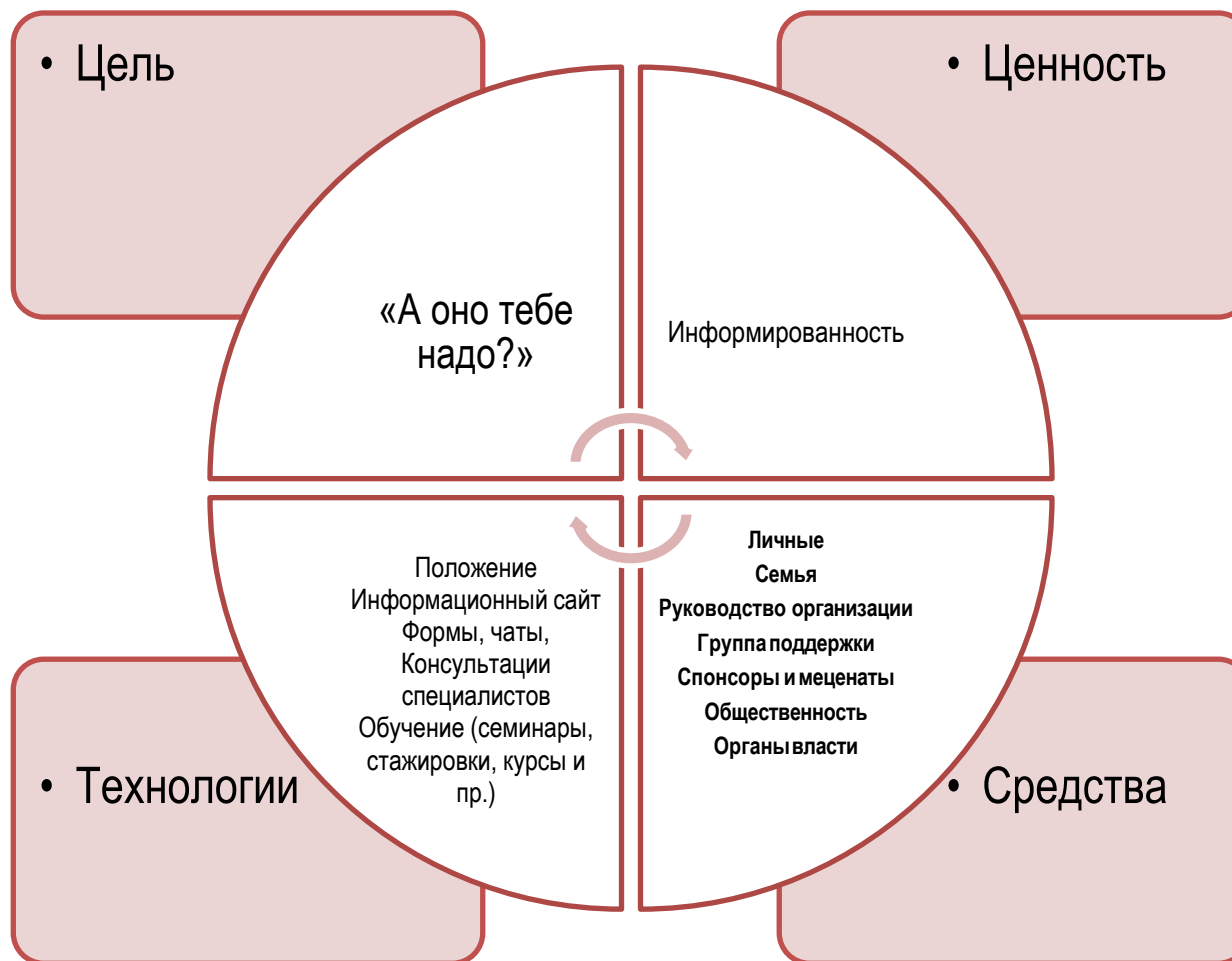 • Цель
• Ценность
«А оно тебе
надо?»
Информированность
Положение
Информационный сайт
Формы, чаты,
Консультации
специалистов
Обучение (семинары,
стажировки, курсы и
пр.)
Личные
Семья
Руководство организации
Группа поддержки
Спонсоры и меценаты
Общественность
Органы власти
• Технологии
• Средства